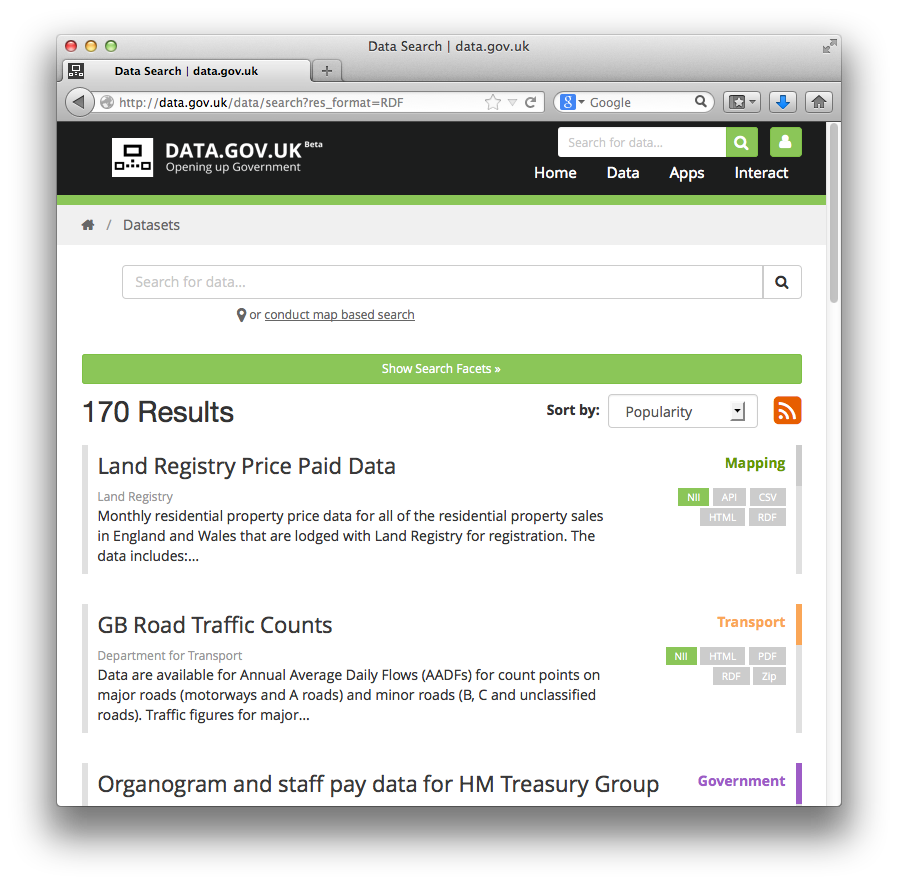 Data Search | data.gov.uk
Data Search | data.gov.uk
http://data.gov.uk/data/search?res_format=RDF
Google
DATA.GOV.UK Beta
Opening up Government
Search for data...
Home Data Apps Interact
/ Datasets
Search for data...
or conduct map based search
Show Search Facets »
170 Results
Sort by: Popularity
Land Registry Price Paid Data
Mapping
Land Registry
NII API CSV
HTML RDF
Monthly residential property price data for all of the residential property sales
in England and Wales that are lodged with Land Registry for registration. The
data includes:...
GB Road Traffic Counts
Transport
Department for Transport
NII HTML PDF
RDF Zip
Data are available for Annual Average Daily Flows (AADFs) for count points on
major roads (motorways and A roads) and minor roads (B, C and unclassified
roads). Traffic figures for major...
Organogram and staff pay data for HM Treasury Group
Government